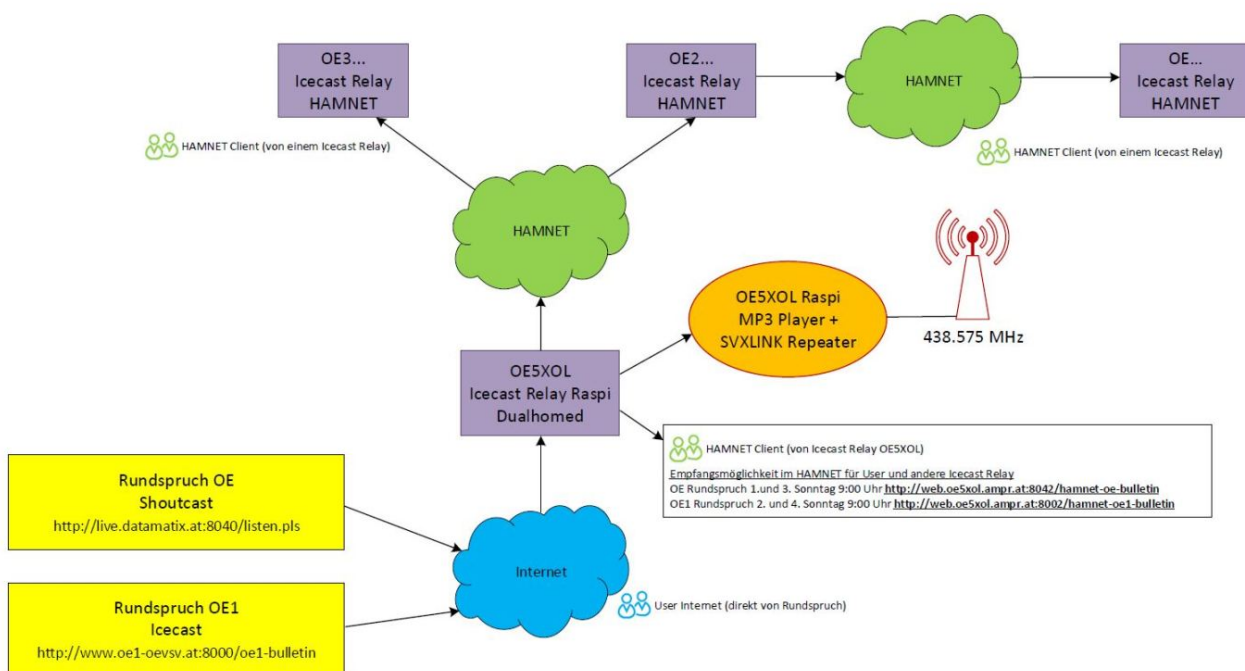 OE3...
Icecast Relay
HAMNET
OE2...
Icecast Relay
HAMNET
HAMNET
OE...
Icecast Relay
HAMNET
HAMNET Client (von einem Icecast Relay)
HAMNET Client (von einem Icecast Relay)
HAMNET
OE5XOL Raspi
MP3 Player +
SVXLINK Repeater
438.575 MHz
OE5XOL
Icecast Relay Raspi
Dualhomed
HAMNET Client (von Icecast Relay OE5XOL)
Empfangsmöglichkeit im HAMNET für User und andere Icecast Relay
OE Rundspruch 1.und 3. Sonntag 9:00 Uhr http://web.oe5xol.ampr.at:8042/hamnet-oe-bulletin
OE1 Rundspruch 2. und 4. Sonntag 9:00 Uhr http://web.oe5xol.ampr.at:8002/hamnet-oe1-bulletin
Rundspruch OE
Shoutcast
http://live.datamatix.at:8040/listen.pls
Internet
User Internet (direkt von Rundspruch)
Rundspruch OE1
Icecast
http://www.oe1-oevsv.at:8000/oe1-bulletin